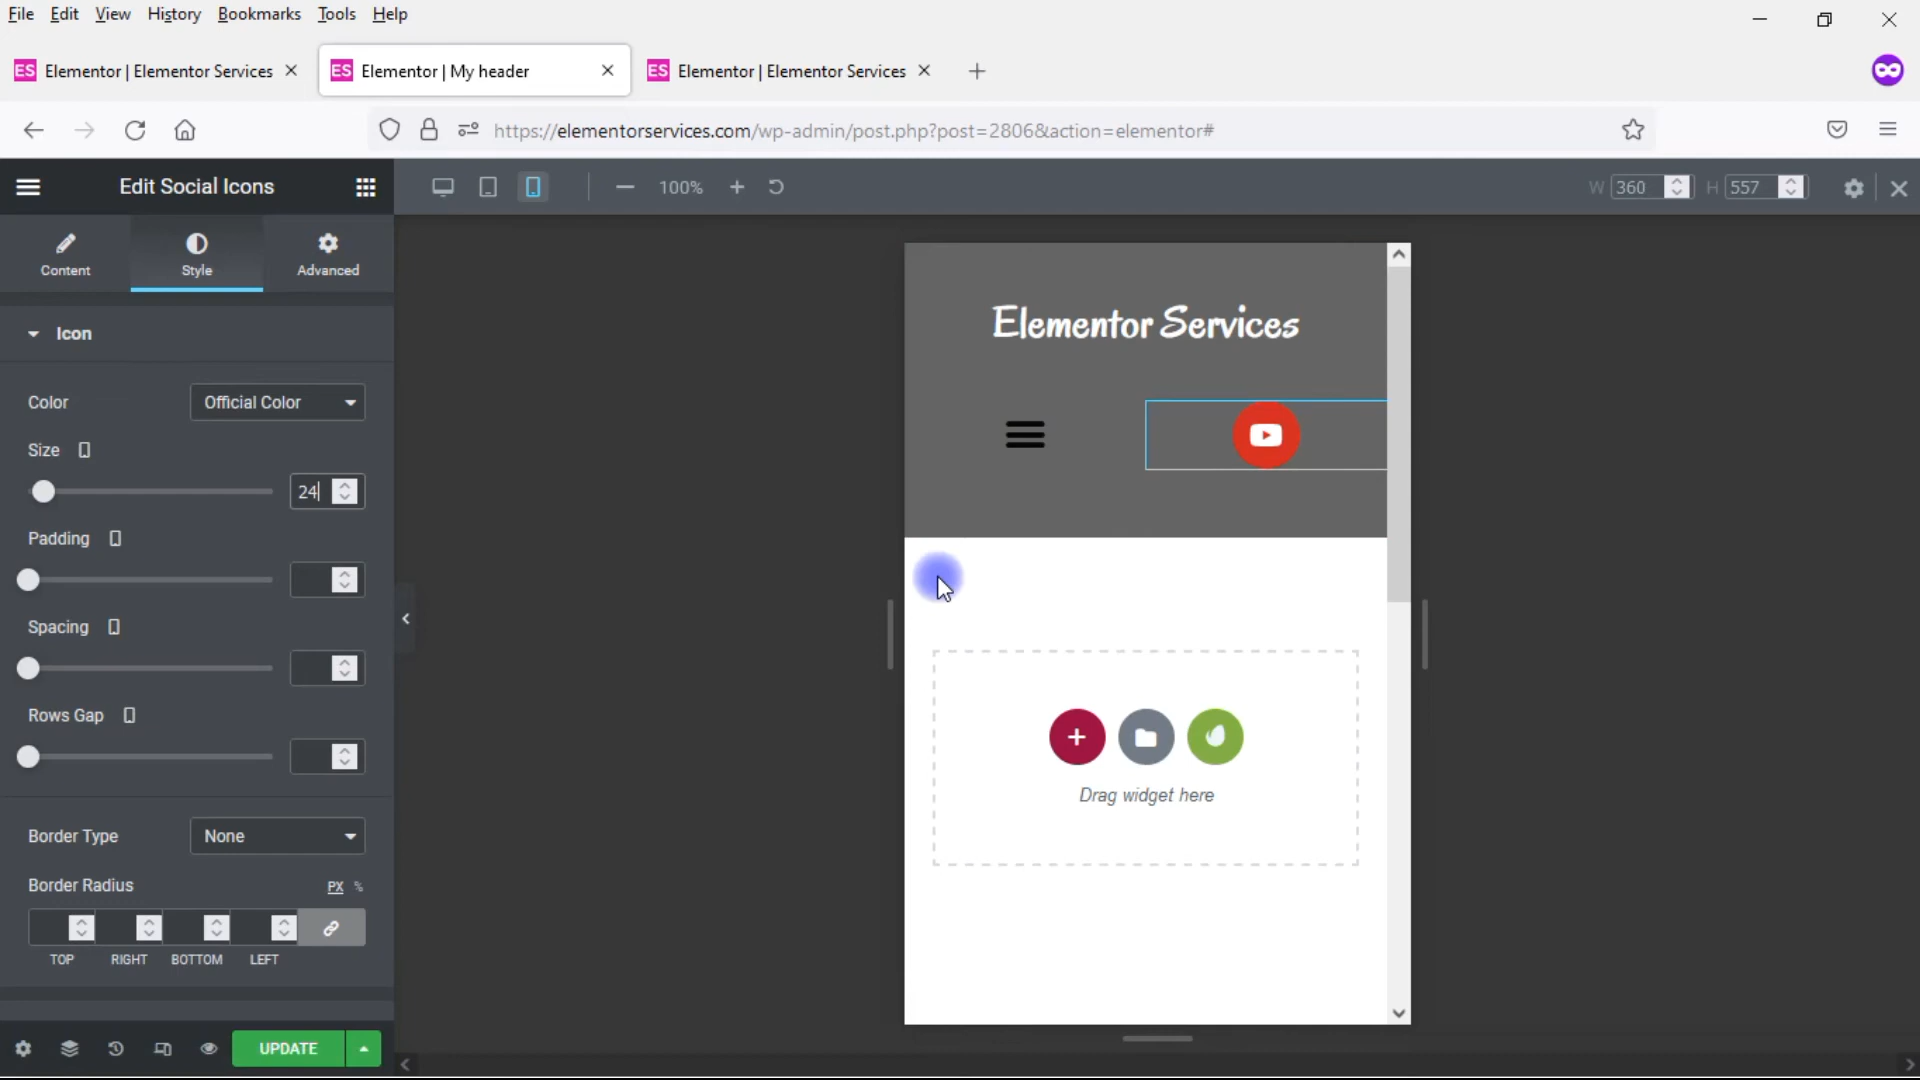 File Edit View History Bookmarks Tools Help
ES Elementor | Elementor Services
ES Elementor | My header
ES Elementor | Elementor Services
https://elementorservices.com/wp-admin/post.php?post=2806&action=elementor#
Edit Social Icons
100%
W 360 H 557
Content Style Advanced
Icon
Color Official Color
Size
24
Padding
Spacing
Rows Gap
Border Type None
Border Radius PX %
TOP RIGHT BOTTOM LEFT
UPDATE
Elementor Services
Drag widget here